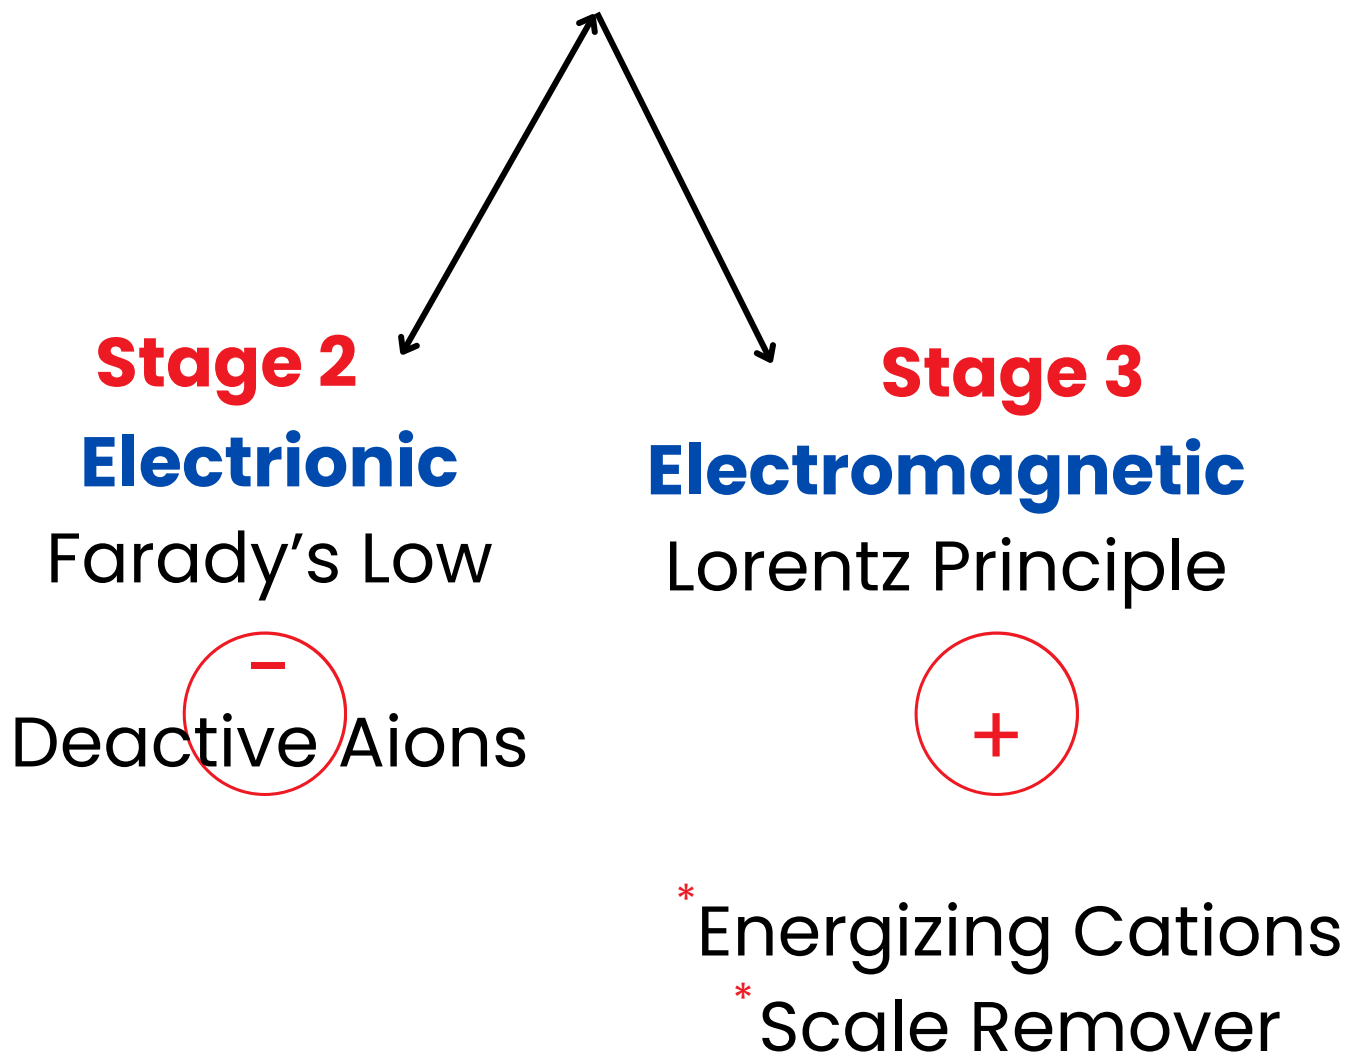 Stage 2
Electrionic
Farady’s Low
−
Deactive Aions
Stage 3
Electromagnetic
Lorentz Principle
+
*Energizing Cations
*Scale Remover